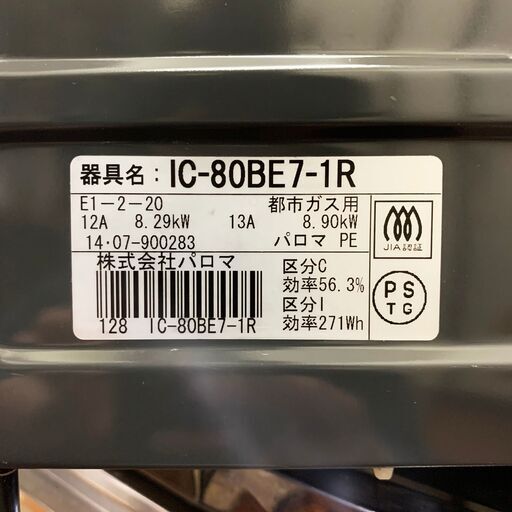 器具名：IC-80BE7-1R
E1-2-20 都市ガス用
12A 8.29kW 13A 8.90kW
14·07-900283 パロマ PE
JIA認証
株式会社パロマ
区分C
効率56.3%
区分I
効率271Wh
128 IC-80BE7-1R
PS
TG